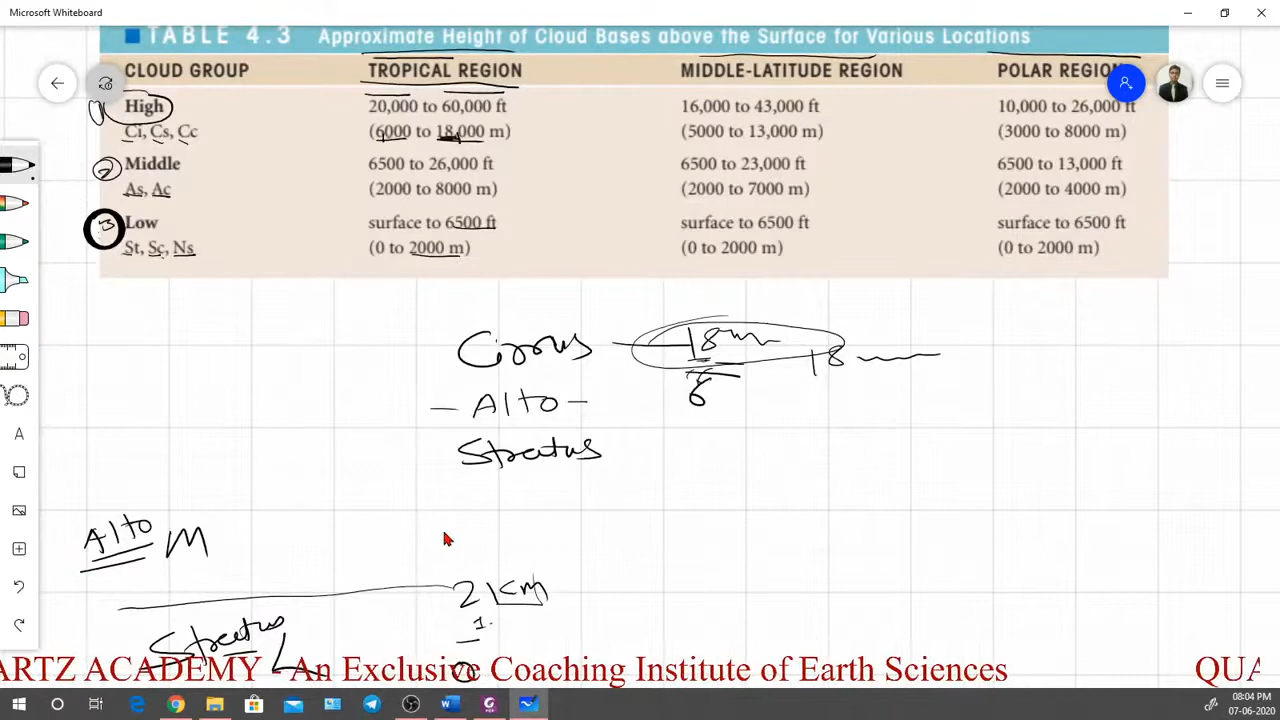 Microsoft Whiteboard
TABLE 4.3 Approximate Height of Cloud Bases above the Surface for Various Locations
CLOUD GROUP TROPICAL REGION MIDDLE-LATITUDE REGION POLAR REGION
High 20,000 to 60,000 ft 16,000 to 43,000 ft 10,000 to 26,000 ft
Ci, Cs, Cc (6000 to 18,000 m) (5000 to 13,000 m) (3000 to 8000 m)
2 Middle 6500 to 26,000 ft 6500 to 23,000 ft 6500 to 13,000 ft
As, Ac (2000 to 8000 m) (2000 to 7000 m) (2000 to 4000 m)
3 Low surface to 6500 ft surface to 6500 ft surface to 6500 ft
St, Sc, Ns (0 to 2000 m) (0 to 2000 m) (0 to 2000 m)
Cirrus 18 18
6
- Alto -
Stratus
Alto M
2 km
Stratus L 1
0
ARTZ ACADEMY - An Exclusive Coaching Institute of Earth Sciences QUA
08:04 PM
07-06-2020